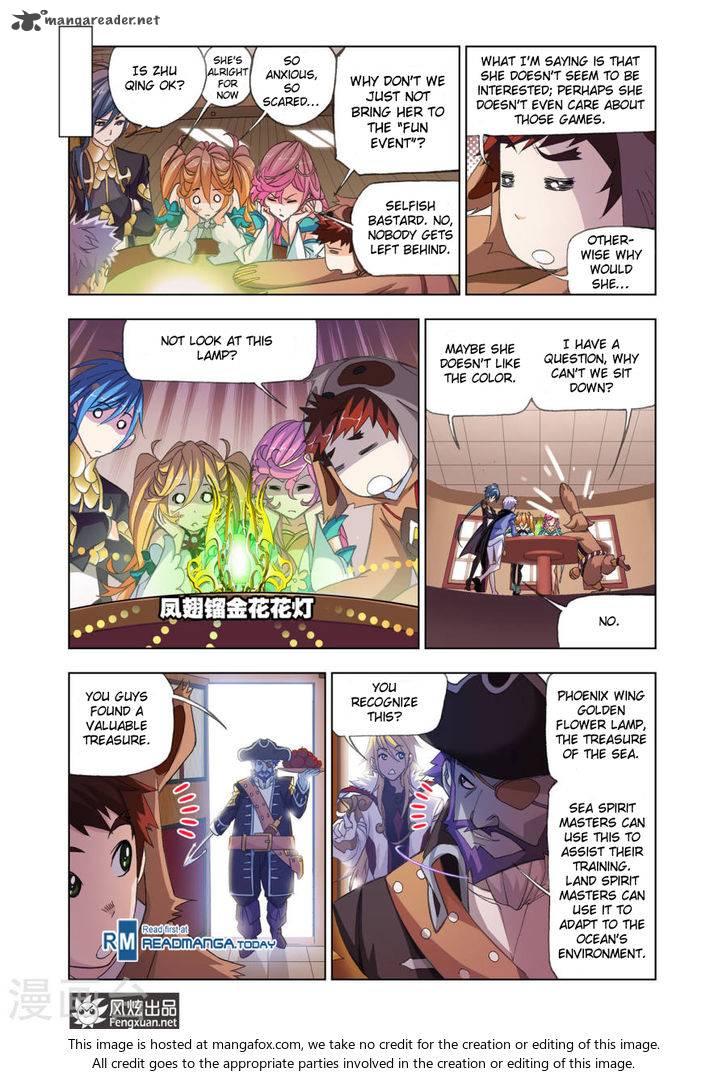 mangareader.net
IS ZHU
QING OK?
SHE'S
ALRIGHT
FOR
NOW
SO
ANXIOUS,
SO
SCARED...
WHY DON'T WE
JUST NOT
BRING HER TO
THE "FUN
EVENT"?
SELFISH
BASTARD. NO,
NOBODY GETS
LEFT BEHIND.
WHAT I'M SAYING IS THAT
SHE DOESN'T SEEM TO BE
INTERESTED; PERHAPS SHE
DOESN'T EVEN CARE ABOUT
THOSE GAMES.
OTHER-
WISE WHY
WOULD
SHE...
NOT LOOK AT THIS
LAMP?
凤翅镏金花花灯
MAYBE SHE
DOESN'T LIKE
THE COLOR.
I HAVE A
QUESTION, WHY
CAN'T WE SIT
DOWN?
NO.
YOU GUYS
FOUND A
VALUABLE
TREASURE.
YOU
RECOGNIZE
THIS?
PHOENIX WING
GOLDEN
FLOWER LAMP,
THE TREASURE
OF THE SEA.
SEA SPIRIT
MASTERS CAN
USE THIS TO
ASSIST THEIR
TRAINING.
LAND SPIRIT
MASTERS CAN
USE IT TO
ADAPT TO
THE OCEAN'S
ENVIRONMENT.
RM
Read first at
READMANGA.TODAY
漫画台
风炫出品
Fengxuan.net
This image is hosted at mangafox.com, we take no credit for the creation or editing of this image.
All credit goes to the appropriate parties involved in the creation or editing of this image.